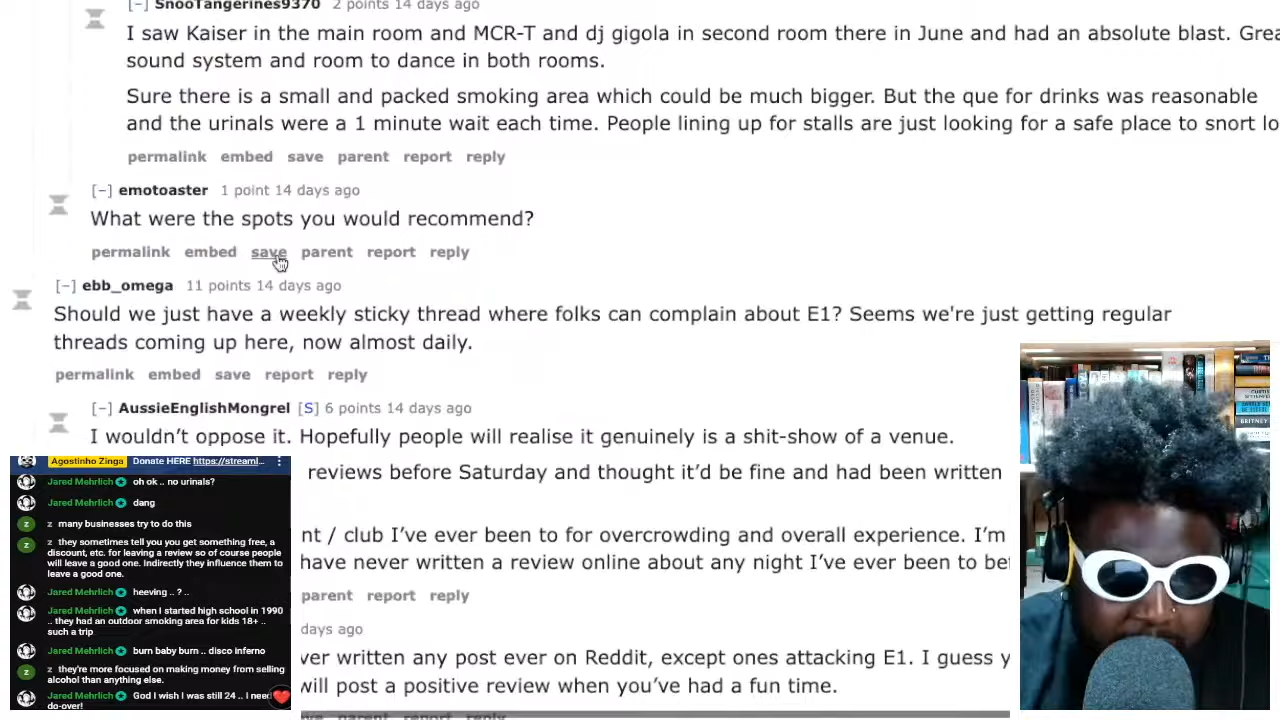 [–] SnooTangerines9370 2 points 14 days ago
I saw Kaiser in the main room and MCR-T and dj gigola in second room there in June and had an absolute blast.
sound system and room to dance in both rooms.
Sure there is a small and packed smoking area which could be much bigger. But the que for drinks was reasonable
and the urinals were a 1 minute wait each time. People lining up for stalls are just looking for a safe place to snort
permalink embed save parent report reply
[–] emotoaster 1 point 14 days ago
What were the spots you would recommend?
permalink embed save parent report reply
[–] ebb_omega 11 points 14 days ago
Should we just have a weekly sticky thread where folks can complain about E1? Seems we're just getting regular
threads coming up here, now almost daily.
permalink embed save report reply
[–] AussieEnglishMongrel [S] 6 points 14 days ago
I wouldn’t oppose it. Hopefully people will realise it genuinely is a shit-show of a venue.
reviews before Saturday and thought it’d be fine and had been written
nt / club I’ve ever been to for overcrowding and overall experience. I’m
have never written a review online about any night I’ve ever been to
parent report reply
days ago
ver written any post ever on Reddit, except ones attacking E1. I guess y
will post a positive review when you’ve had a fun time.
parent report reply
Agostinho Zinga Donate HERE https://streaml...
Jared Mehrlich oh ok .. no urinals?
Jared Mehrlich dang
z many businesses try to do this
z they sometimes tell you you get something free, a
discount, etc. for leaving a review so of course people
will leave a good one. Indirectly they influence them to
leave a good one.
Jared Mehrlich heeving .. ? ..
Jared Mehrlich when I started high school in 1990
.. they had an outdoor smoking area for kids 18+ ..
such a trip
Jared Mehrlich burn baby burn .. disco inferno
z they're more focused on making money from selling
alcohol than anything else.
Jared Mehrlich God I wish I was still 24 .. I need
do-over!
BRITNEY